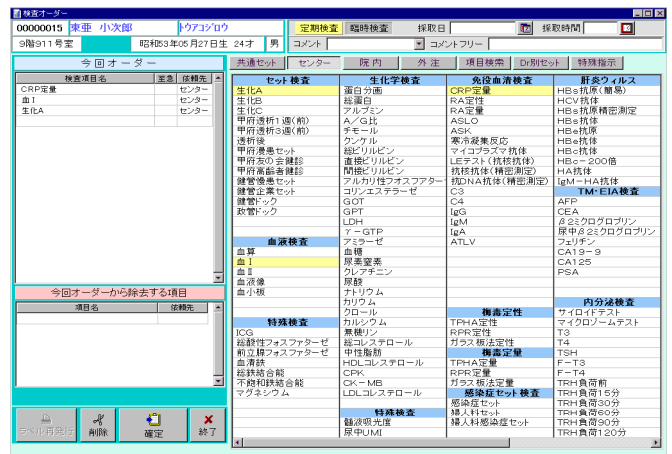 検査オーダー
00000015 東亜 小次郎 トウアコジロウ 定期検査 臨時検査 採取日 採取時間
9階911号室 昭和53年05月27日生 24才 男 コメント コメントフリー
今回オーダー 共通セット センター 院内 外注 項目検索 Dr別セット 特殊指示
検査項目名 至急 依頼先
CRP定量 センター
血Ⅰ センター
生化A センター
今回オーダーから除去する項目
項目名 依頼先
ラベル再発行 削除 確定 終了
セット検査
生化A
生化B
生化C
甲府透析1週(前)
甲府透析3週(前)
透析後
甲府漫患セット
甲府友の会健診
甲府高齢者健診
健管慢患セット
健管企業セット
健管ドック
政管ドック
血液検査
血算
血Ⅰ
血Ⅱ
血液像
血小板
特殊検査
ICG
総酸性フォスファターゼ
前立腺フォスファターゼ
血清鉄
総鉄結合能
不飽和鉄結合能
マグネシウム
生化学検査
蛋白分画
総蛋白
アルブミン
A/G比
チモール
クンケル
総ビリルビン
直接ビリルビン
間接ビリルビン
アルカリ性フオスフアター
コリンエステラーゼ
GOT
GPT
LDH
γ-GTP
アミラーゼ
血糖
尿素窒素
クレアチニン
尿酸
ナトリウム
カリウム
クロール
カルシウム
無機リン
総コレステロール
中性脂肪
HDLコレステロール
CPK
CK-MB
LDLコレステロール
特殊検査
髄液吸光度
尿中UMI
免役血清検査
CRP定量
RA定性
RA定量
ASLO
ASK
寒冷凝集反応
マイコプラズマ抗体
LEテスト(抗核抗体)
抗核抗体(精密測定)
抗DNA抗体(精密測定)
C3
C4
IgG
IgM
IgA
ATLV
梅毒定性
TPHA定性
RPR定性
ガラス板法定性
梅毒定量
TPHA定量
RPR定量
ガラス板法定量
感染症セット検査
感染症セット
婦人科セット
婦人科感染症セット
肝炎ウィルス
HBs抗原(簡易)
HCV抗体
HBs抗原精密測定
HBs抗体
HBe抗原
HBe抗体
HBc抗体
HBc-200倍
HA抗体
IgM-HA抗体
TM・EIA検査
AFP
CEA
β2ミクログロブリン
尿中β2ミクログロブリン
フェリチン
CA19-9
CA125
PSA
内分泌検査
サイロイドテスト
マイクロゾームテスト
T3
T4
TSH
F-T3
F-T4
TRH負荷前
TRH負荷15分
TRH負荷30分
TRH負荷60分
TRH負荷90分
TRH負荷120分